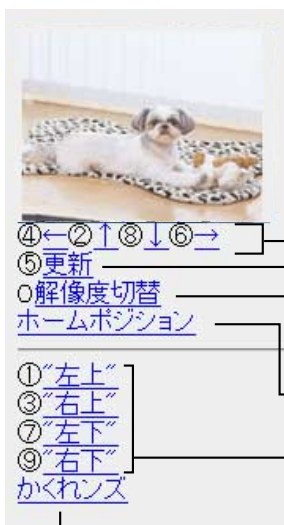 ④←②↑⑧↓⑥→
⑤更新
0解像度切替
ホームポジション
①"左上"
③"右上"
⑦"左下"
⑨"右下"
かくれンズ